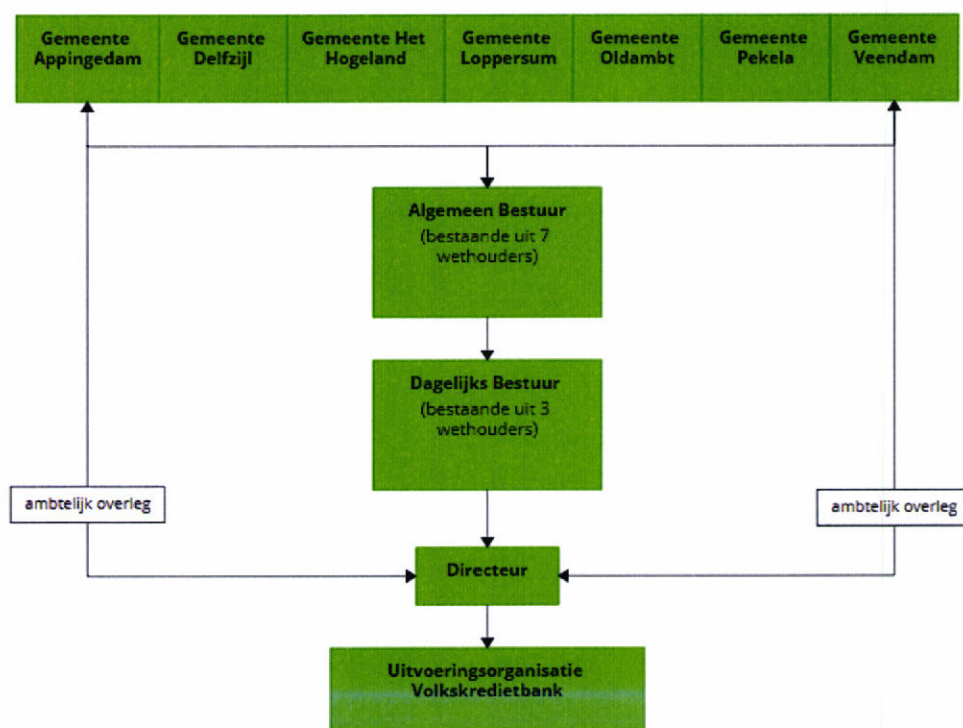 Gemeente Appingedam
Gemeente Delfzijl
Gemeente Het Hogeland
Gemeente Loppersum
Gemeente Oldambt
Gemeente Pekela
Gemeente Veendam
Algemeen Bestuur
(bestaande uit 7
wethouders)
Dagelijks Bestuur
(bestaande uit 3
wethouders)
ambtelijk overleg
ambtelijk overleg
Directeur
Uitvoeringsorganisatie
Volkskredietbank